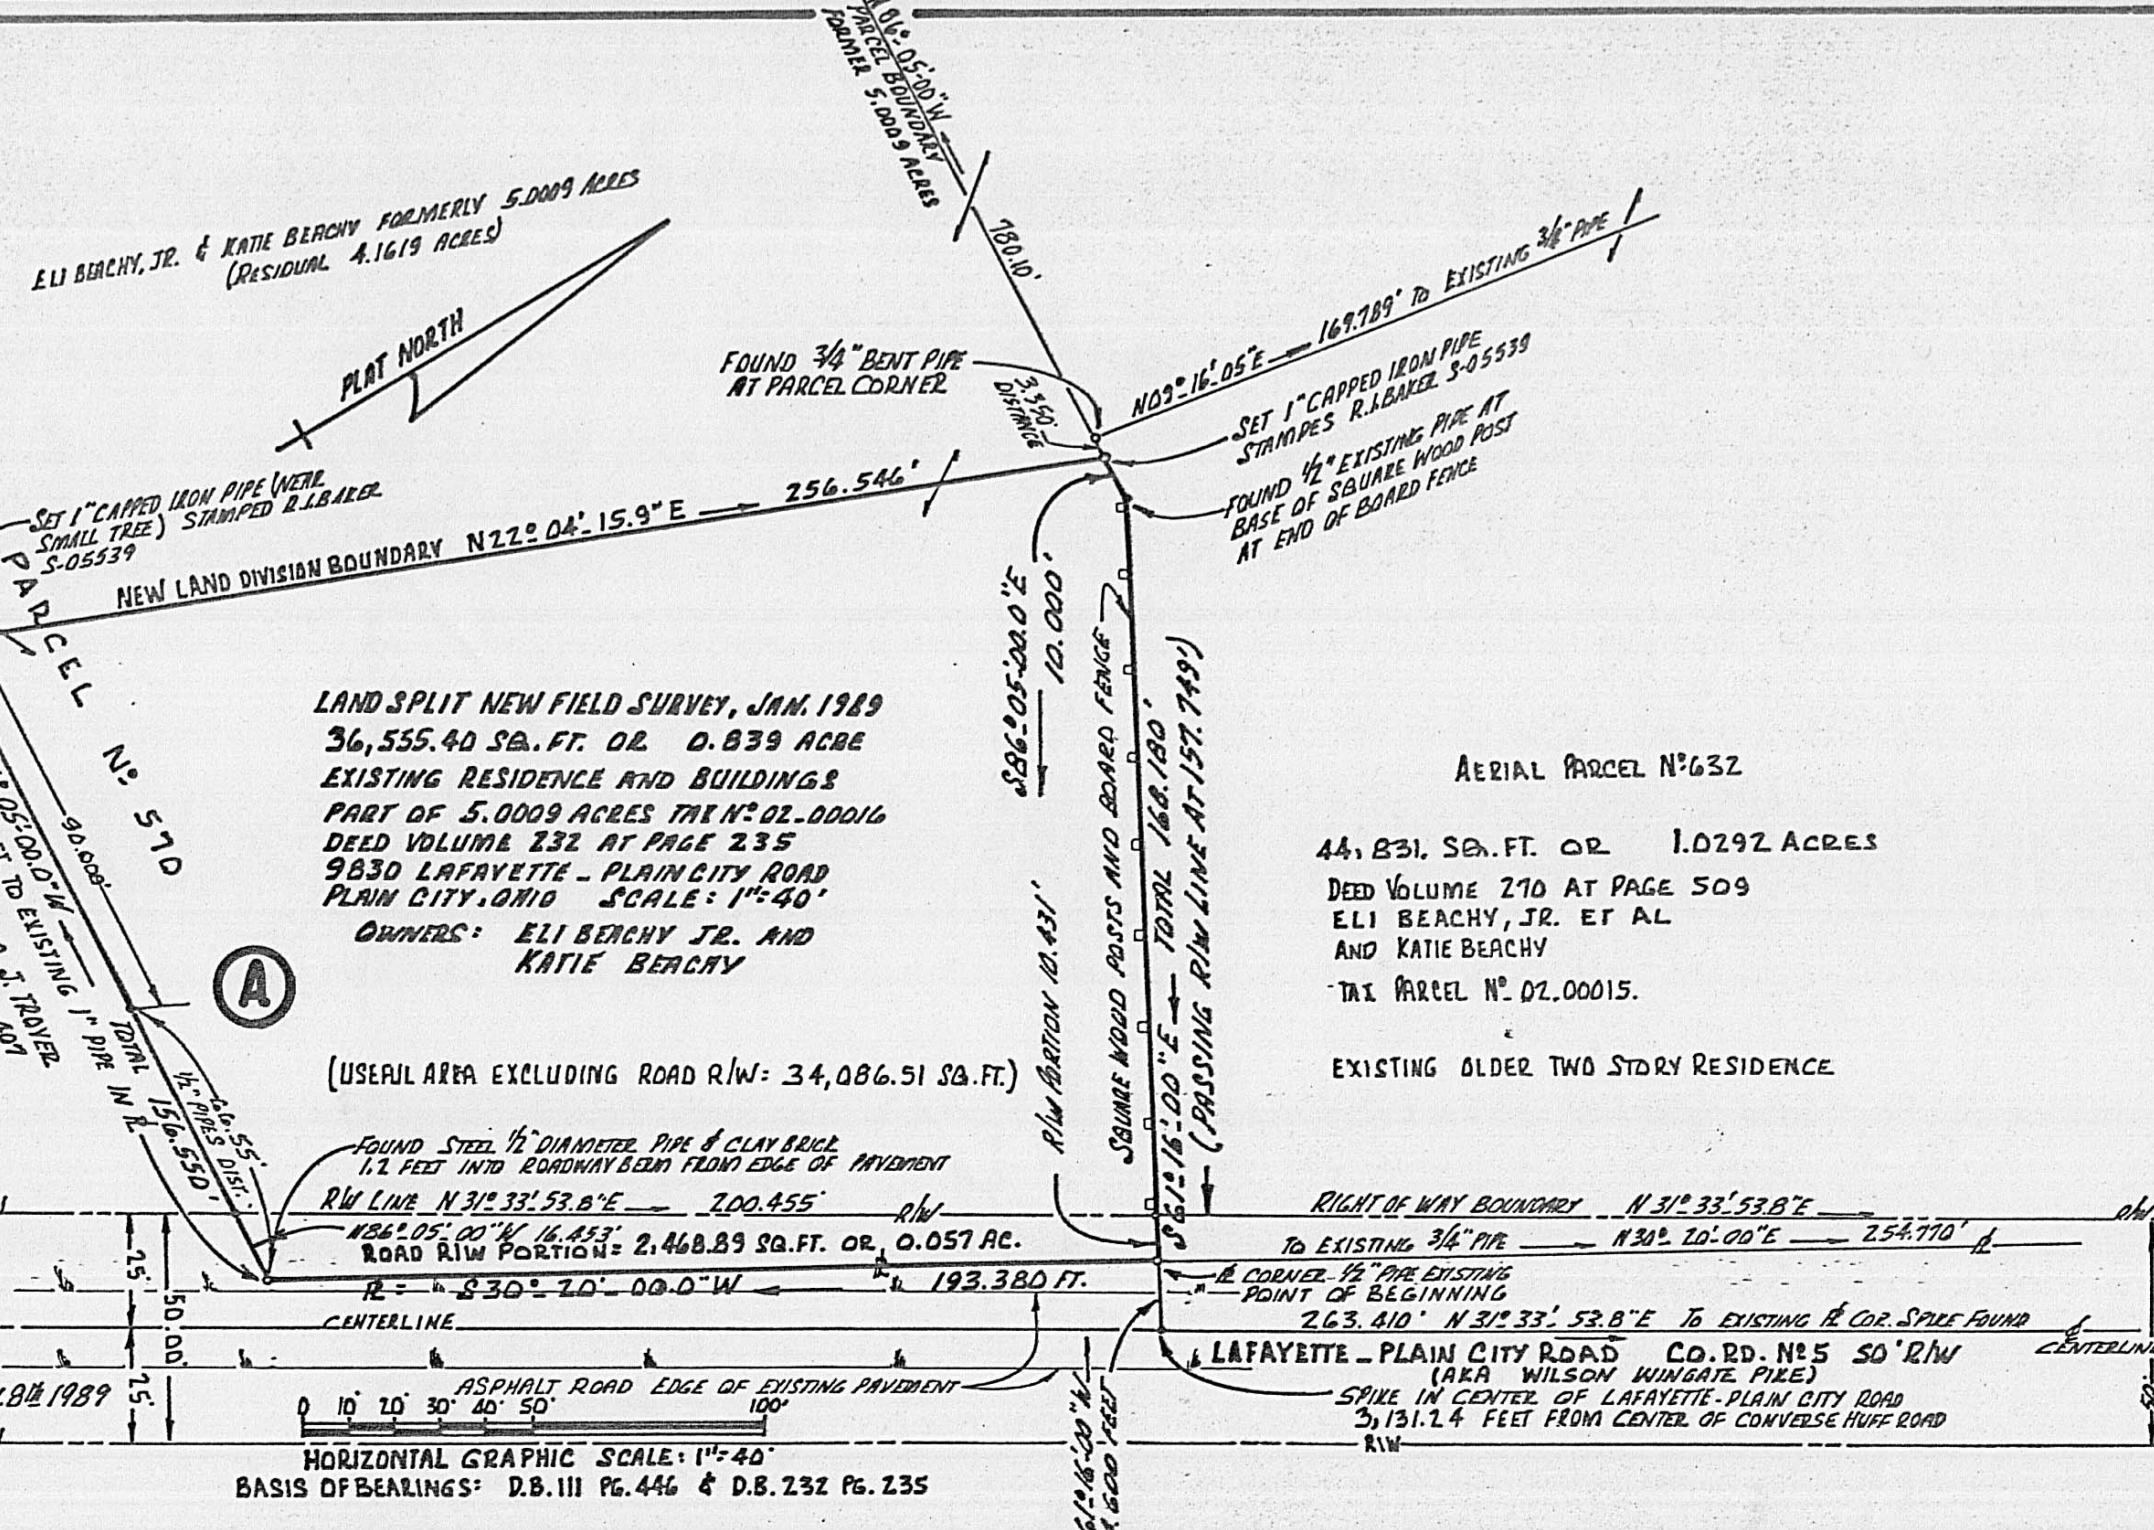 N86°-05'-00"W
PARCEL BOUNDARY
FORMER 5.0009 ACRES
780.10'
ELI BEACHY, JR. & KATIE BEACHY FORMERLY 5.0009 ACRES
(RESIDUAL 4.1619 ACRES)
PLAT NORTH
FOUND 3/4" BENT PIPE
AT PARCEL CORNER
3.350'
DISTANCE
N09°-16'-05"E 169.789' TO EXISTING 3/4" PIPE
SET 1" CAPPED IRON PIPE
STAMPES R.I.BAKER S-05539
FOUND 1/2" EXISTING PIPE AT
BASE OF SQUARE WOOD POST
AT END OF BOARD FENCE
SET 1" CAPPED IRON PIPE (NEAR
SMALL TREE) STAMPED R.I.BAKER
S-05539
NEW LAND DIVISION BOUNDARY N22°-04'-15.9"E 256.546'
PARCEL Nº 570
S86°-05'-00.0"E
10.000'
LAND SPLIT NEW FIELD SURVEY, JAN. 1989
36,555.40 SQ.FT. OR 0.839 ACRE
EXISTING RESIDENCE AND BUILDINGS
PART OF 5.0009 ACRES TAX Nº 02-00016
DEED VOLUME 232 AT PAGE 235
9830 LAFAYETTE-PLAIN CITY ROAD
PLAIN CITY, OHIO SCALE: 1"=40'
OWNERS: ELI BEACHY JR. AND
KATIE BEACHY
A
(USEFUL AREA EXCLUDING ROAD R/W: 34,086.51 SQ.FT.)
90.000'
05'-00.0"W
TO EXISTING 1" PIPE IN ℄
J. TROYER
TOTAL 156.550'
66.55'
1/2" PIPES DIST.
R/W PORTION 10.431'
SQUARE WOOD POSTS AND BOARD FENCE
S61°-16'-00"E TOTAL 168.180'
(PASSING R/W LINE AT 157.749')
AERIAL PARCEL Nº 632
44,831. SQ.FT. OR 1.0292 ACRES
DEED VOLUME 270 AT PAGE 509
ELI BEACHY, JR. ET AL
AND KATIE BEACHY
TAX PARCEL Nº 02.00015.
EXISTING OLDER TWO STORY RESIDENCE
FOUND STEEL 1/2" DIAMETER PIPE & CLAY BRICK
1.2 FEET INTO ROADWAY BERM FROM EDGE OF PAVEMENT
R/W LINE N 31° 33' 53.8"E 200.455' R/W
N86°-05'-00"W 16.453'
ROAD R/W PORTION = 2,468.89 SQ.FT. OR 0.057 AC.
℄ = S30°-20'-00.0"W 193.380 FT.
RIGHT OF WAY BOUNDARY N 31° 33' 53.8"E R/W
TO EXISTING 3/4" PIPE N30°-20'-00"E 254.770' ℄
℄ CORNER-1/2" PIPE EXISTING
POINT OF BEGINNING
25'
50.00'
25'
CENTERLINE
263.410' N 31° 33' 53.8"E TO EXISTING ℄ COR. SPIKE FOUND
LAFAYETTE-PLAIN CITY ROAD CO.RD. Nº5 50' R/W
CENTERLIN
(AKA WILSON WINGATE PIKE)
SPIKE IN CENTER OF LAFAYETTE-PLAIN CITY ROAD
3,131.24 FEET FROM CENTER OF CONVERSE HUFF ROAD
R/W
ASPHALT ROAD EDGE OF EXISTING PAVEMENT
1989
0 10' 20' 30' 40' 50' 100'
HORIZONTAL GRAPHIC SCALE: 1"=40'
BASIS OF BEARINGS: D.B.111 PG.446 & D.B.232 PG.235
61°-16'-00"W
.600 FEET